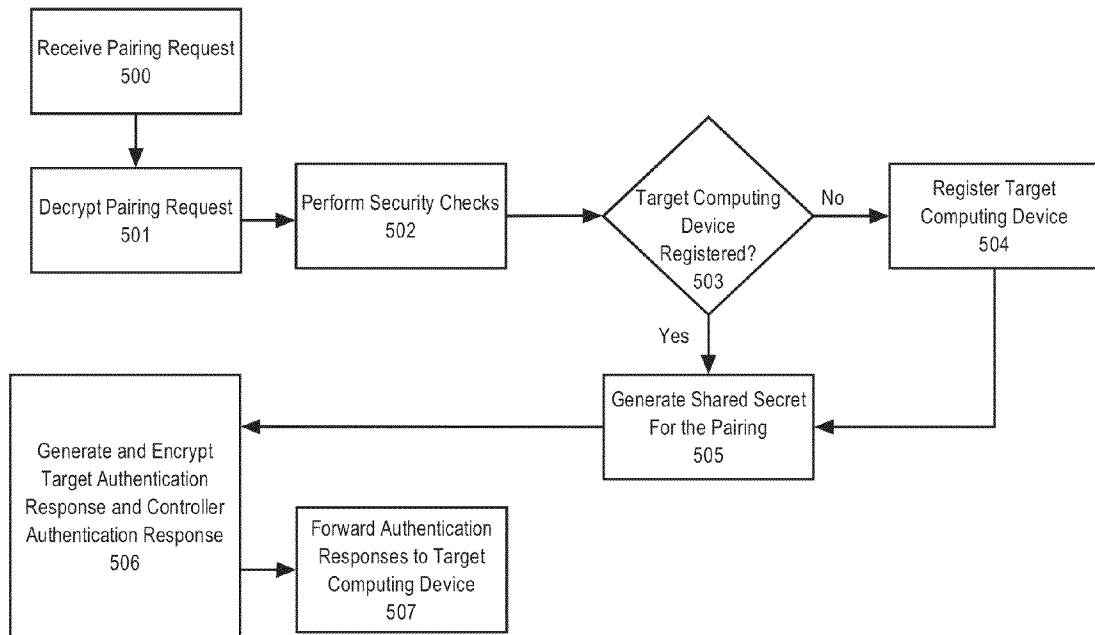 Receive Pairing Request
500
Decrypt Pairing Request
501
Perform Security Checks
502
Target Computing
Device
Registered?
503
No
Register Target
Computing Device
504
Yes
Generate Shared Secret
For the Pairing
505
Generate and Encrypt
Target Authentication
Response and Controller
Authentication Response
506
Forward Authentication
Responses to Target
Computing Device
507